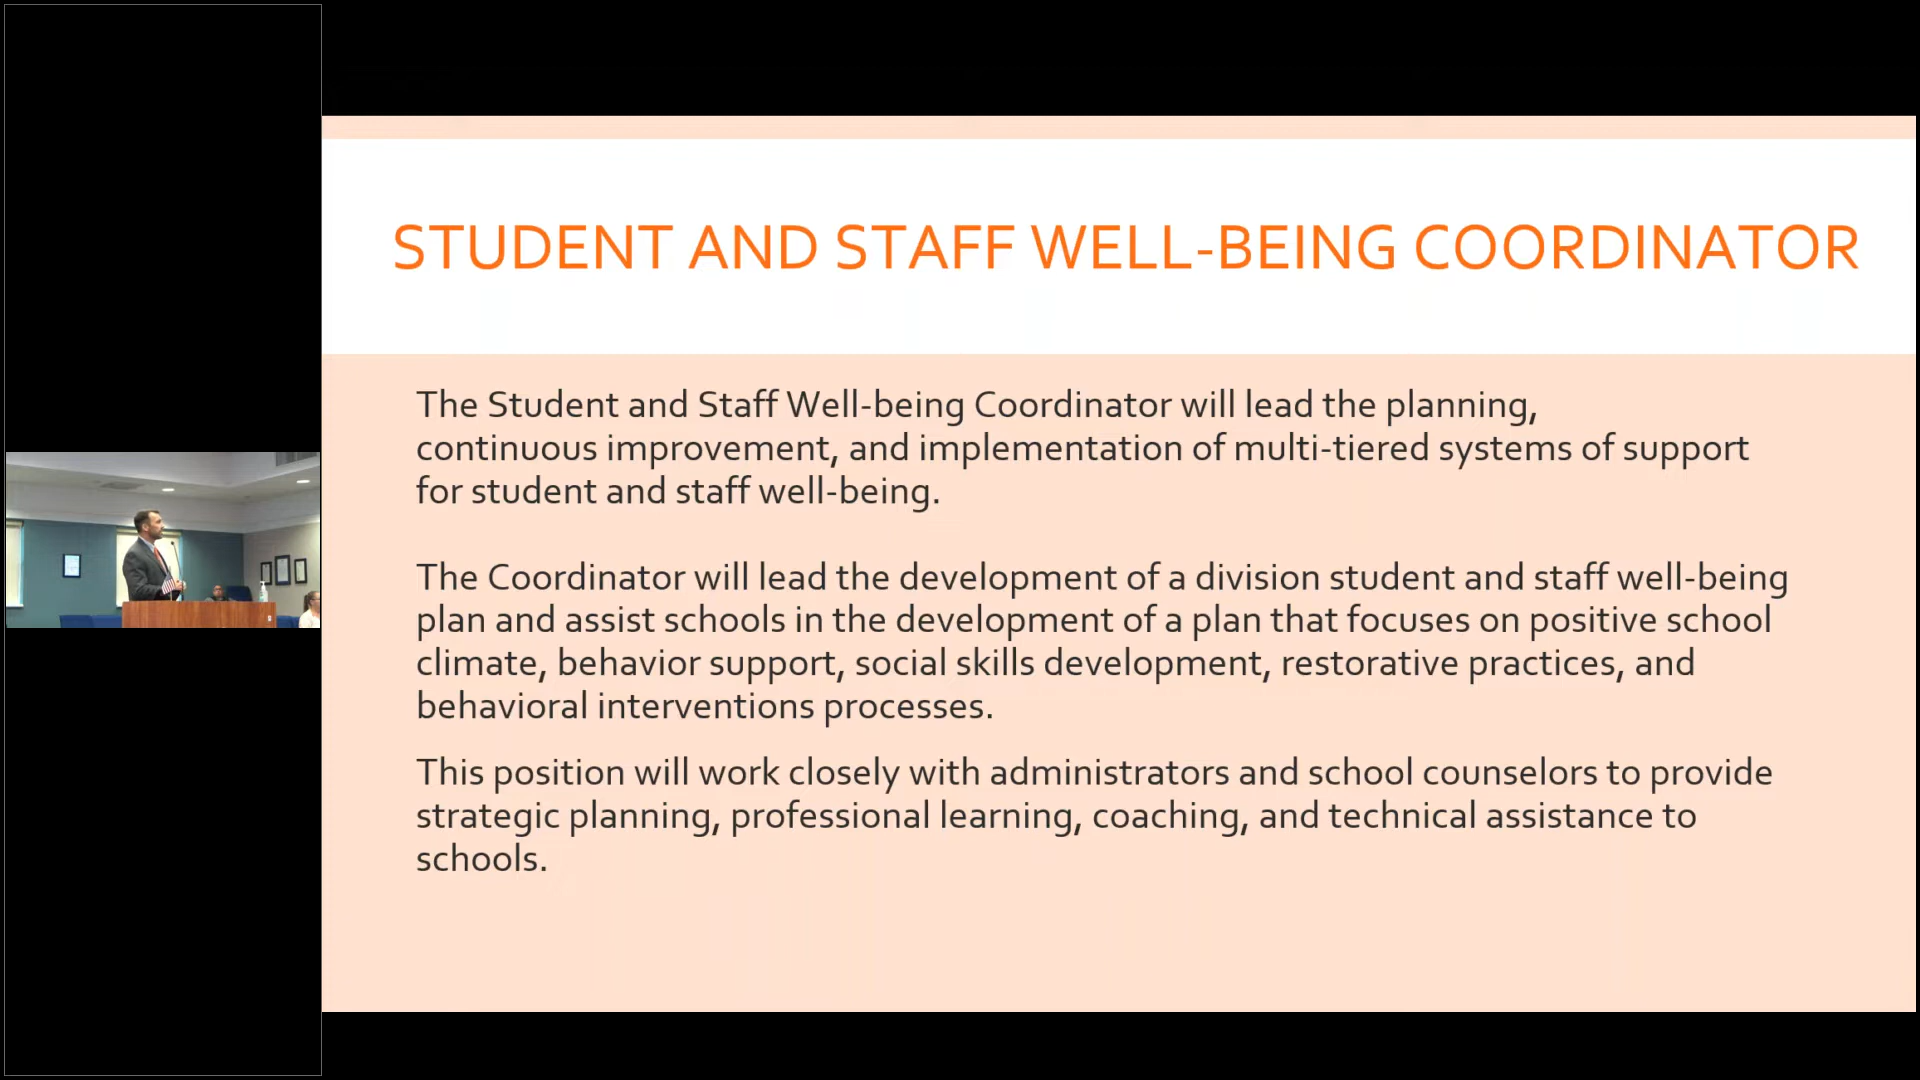 STUDENT AND STAFF WELL-BEING COORDINATOR
The Student and Staff Well-being Coordinator will lead the planning,
continuous improvement, and implementation of multi-tiered systems of support
for student and staff well-being.
The Coordinator will lead the development of a division student and staff well-being
plan and assist schools in the development of a plan that focuses on positive school
climate, behavior support, social skills development, restorative practices, and
behavioral interventions processes.
This position will work closely with administrators and school counselors to provide
strategic planning, professional learning, coaching, and technical assistance to
schools.